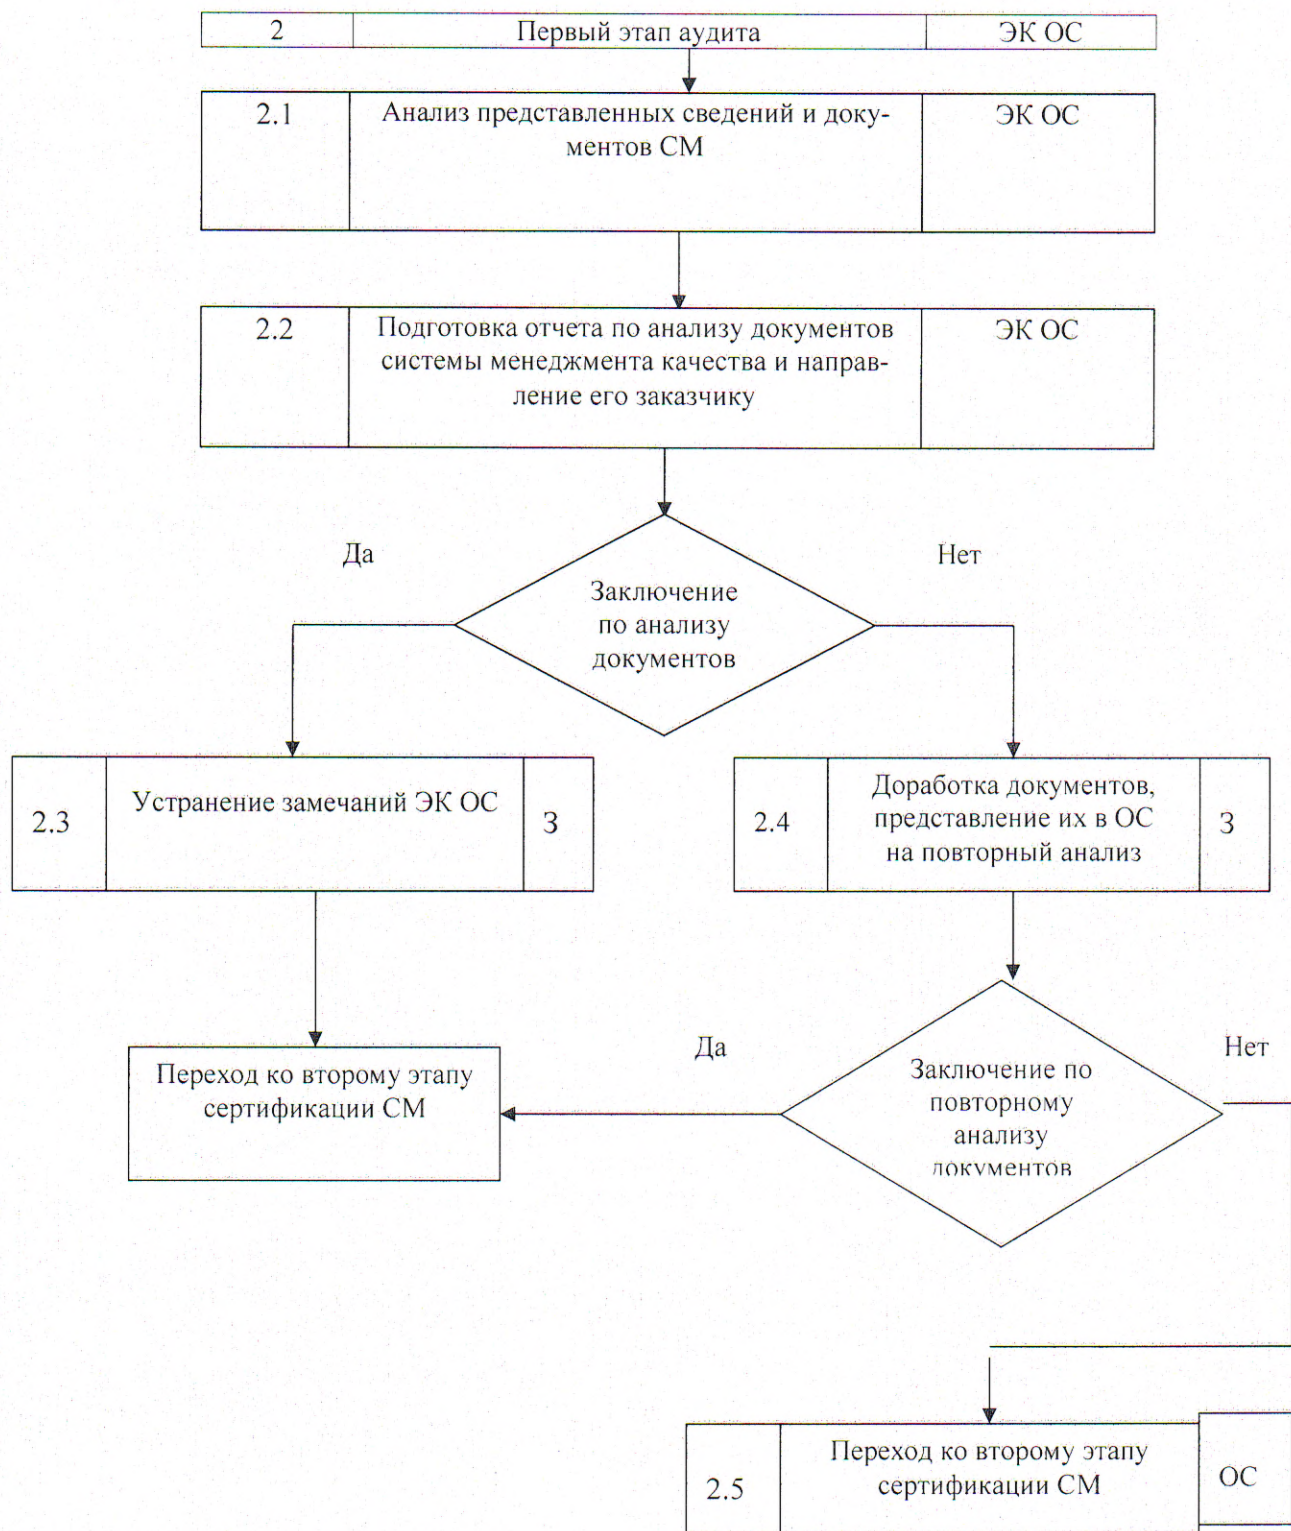 2 Первый этап аудита ЭК ОС
2.1 Анализ представленных сведений и доку- ЭК ОС
ментов СМ
2.2 Подготовка отчета по анализу документов ЭК ОС
системы менеджмента качества и направ-
ление его заказчику
Да
Нет
Заключение
по анализу
документов
2.3
Устранение замечаний ЭК ОС
З
2.4
Доработка документов,
представление их в ОС
на повторный анализ
З
Да
Нет
Переход ко второму этапу
сертификации СМ
Заключение по
повторному
анализу
документов
2.5
Переход ко второму этапу
сертификации СМ
ОС